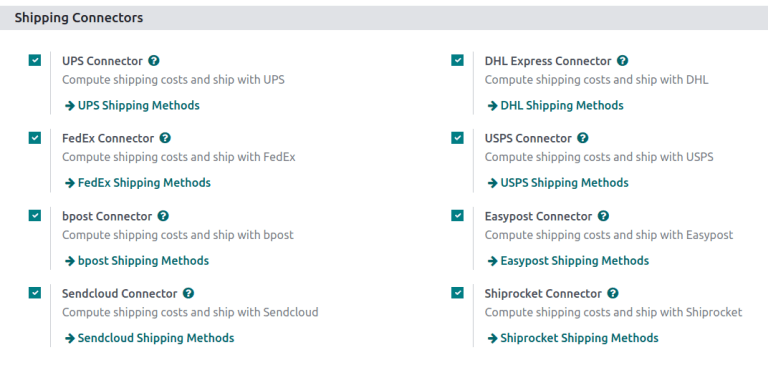 Shipping Connectors
UPS Connector ?
Compute shipping costs and ship with UPS
→ UPS Shipping Methods
DHL Express Connector ?
Compute shipping costs and ship with DHL
→ DHL Shipping Methods
FedEx Connector ?
Compute shipping costs and ship with FedEx
→ FedEx Shipping Methods
USPS Connector ?
Compute shipping costs and ship with USPS
→ USPS Shipping Methods
bpost Connector ?
Compute shipping costs and ship with bpost
→ bpost Shipping Methods
Easypost Connector ?
Compute shipping costs and ship with Easypost
→ Easypost Shipping Methods
Sendcloud Connector ?
Compute shipping costs and ship with Sendcloud
→ Sendcloud Shipping Methods
Shiprocket Connector ?
Compute shipping costs and ship with Shiprocket
→ Shiprocket Shipping Methods